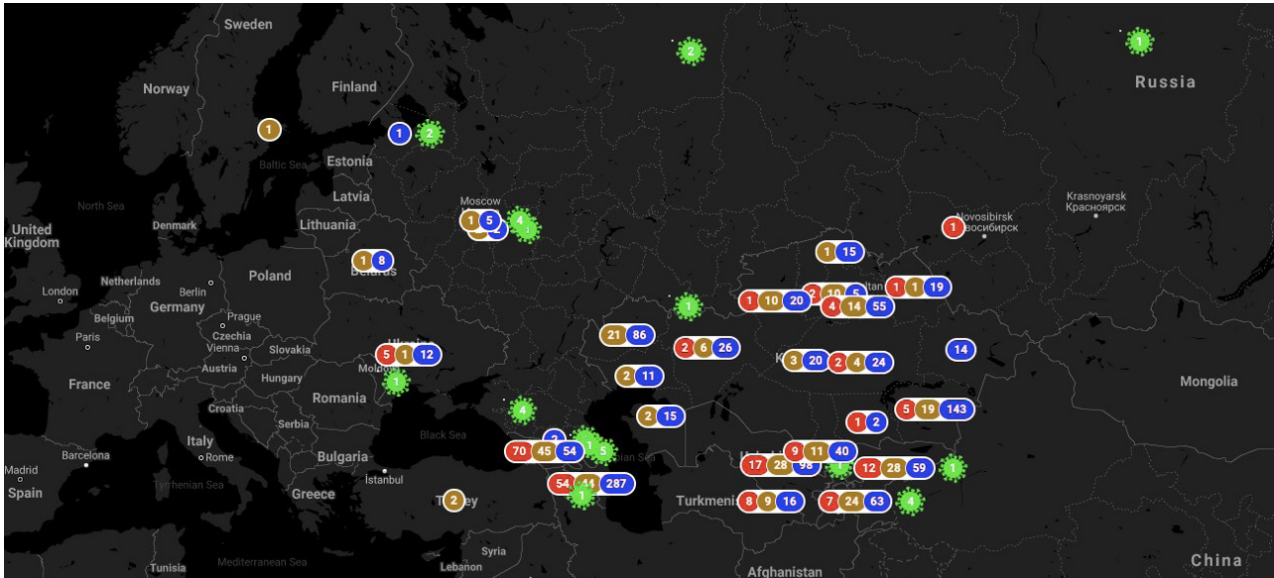 Sweden
Norway
Finland
Russia
2
1
1
1
2
Baltic Sea
Estonia
Latvia
Lithuania
North Sea
Denmark
United
Kingdom
Moscow
1 5
4
Krasnoyarsk
Красноярск
Novosibirsk
1
1 8
1 15
Poland
Netherlands
Berlin
Germany
London
Belgium
1 10 20
2 10 5
1 1 19
4 14 55
1
Prague
Czechia
Paris
Vienna
Slovakia
Austria
Hungary
France
5 1 12
Moldova
1
21 86
2 6 26
3 20
2 4 24
14
2 11
Mongolia
Romania
Croatia
Serbia
Italy
Rome
4
2 15
5 19 143
1 2
Black Sea
Bulgaria
Barcelona
Madrid
Spain
Tyrrhenian Sea
İstanbul
Greece
2
1
5
70 45 54
9 11 40
17 28 98
12 28 59
1
54 44 287
1
2
8 9 16
7 24 63
4
Syria
Lebanon
Mediterranean Sea
Tunisia
Afghanistan
China